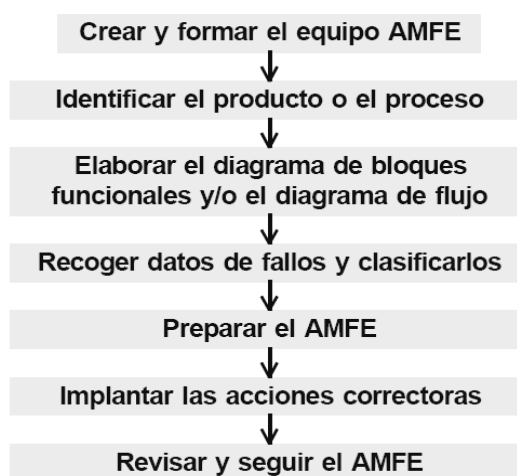 Crear y formar el equipo AMFE
Identificar el producto o el proceso
Elaborar el diagrama de bloques
funcionales y/o el diagrama de flujo
Recoger datos de fallos y clasificarlos
Preparar el AMFE
Implantar las acciones correctoras
Revisar y seguir el AMFE